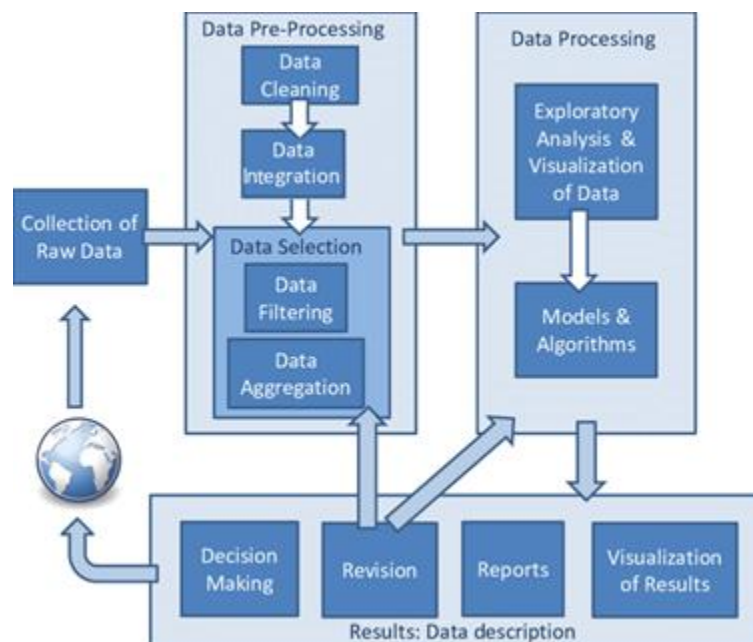 Data Pre-Processing
Data
Cleaning
Data
Integration
Data Selection
Data
Filtering
Data
Aggregation
Data Processing
Exploratory
Analysis &
Visualization
of Data
Models &
Algorithms
Collection of
Raw Data
Decision
Making
Revision
Reports
Visualization
of Results
Results: Data description